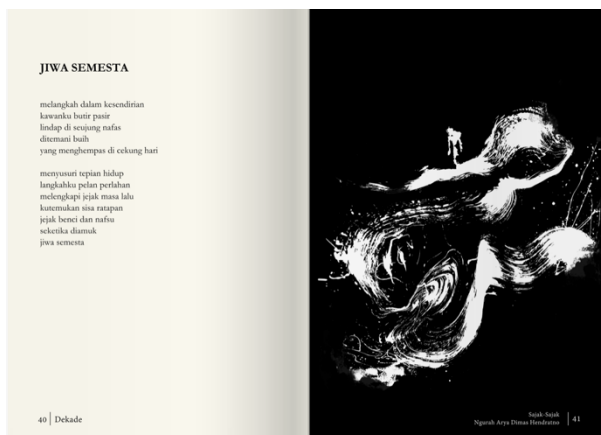 JIWA SEMESTA
melangkah dalam kesendirian
kawanku butir pasir
lindap di seujung nafas
ditemani buih
yang menghempas di cekung hari
menyusuri tepian hidup
langkahku pelan perlahan
melengkapi jejak masa lalu
kutemukan sisa ratapan
jejak benci dan nafsu
seketika diamuk
jiwa semesta
40 | Dekade
Sajak-Sajak
Ngurah Arya Dimas Hendratno | 41